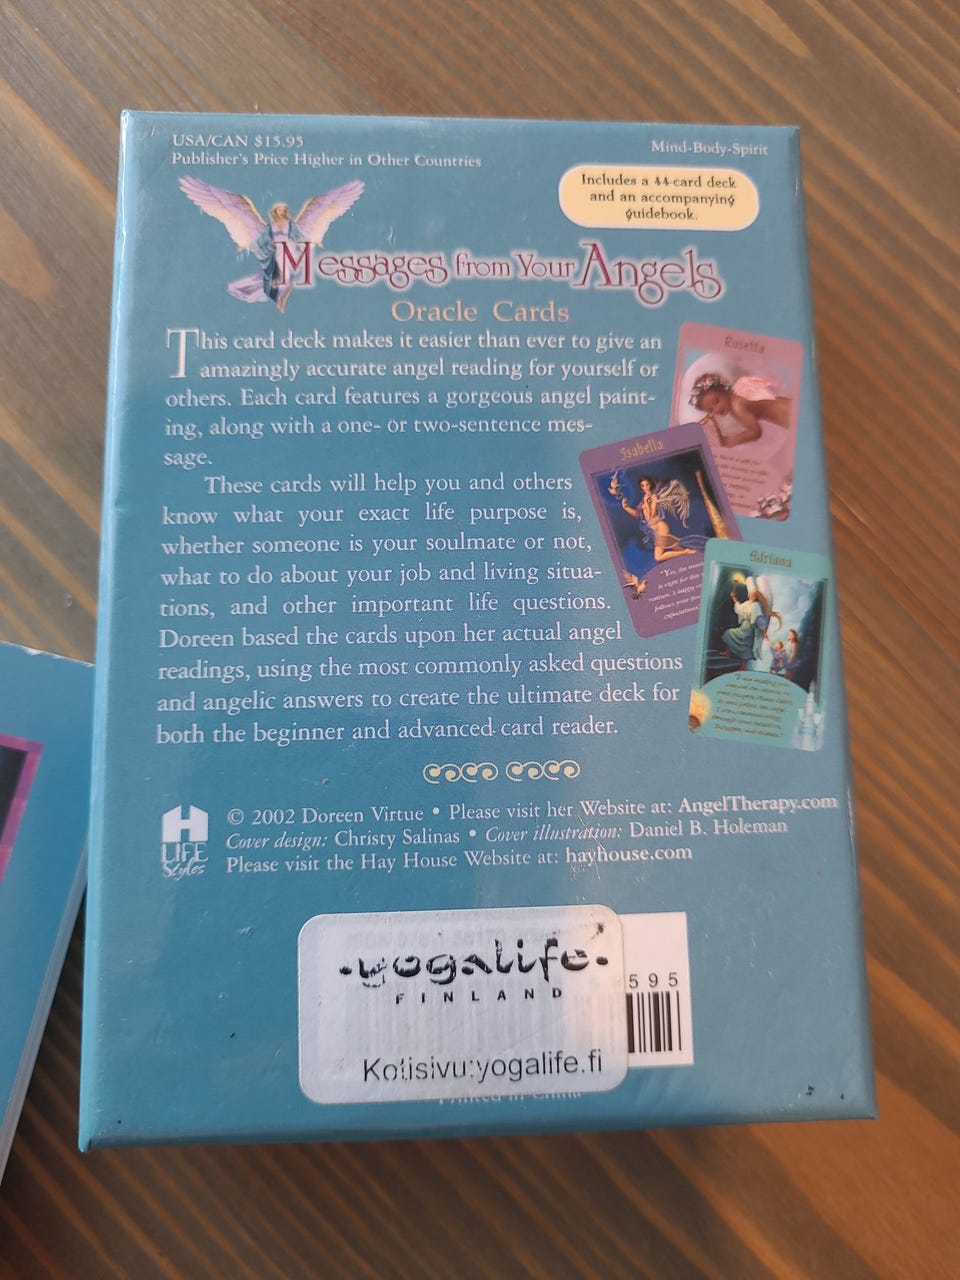 USA/CAN $15.95
Publisher's Price Higher in Other Countries
Mind-Body-Spirit
Includes a 44-card deck
and an accompanying
guidebook.
Messages from Your Angels
Oracle Cards
This card deck makes it easier than ever to give an
amazingly accurate angel reading for yourself or
others. Each card features a gorgeous angel paint-
ing, along with a one- or two-sentence mes-
sage.
These cards will help you and others
know what your exact life purpose is,
whether someone is your soulmate or not,
what to do about your job and living situa-
tions, and other important life questions.
Doreen based the cards upon her actual angel
readings, using the most commonly asked questions
and angelic answers to create the ultimate deck for
both the beginner and advanced card reader.
Rosetta
Isabella
Adriana
H
LIFE
Styles
© 2002 Doreen Virtue • Please visit her Website at: AngelTherapy.com
Cover design: Christy Salinas • Cover illustration: Daniel B. Holeman
Please visit the Hay House Website at: hayhouse.com
595
•yogalife•
FINLAND
Kotisivu:yogalife.fi
Printed in China